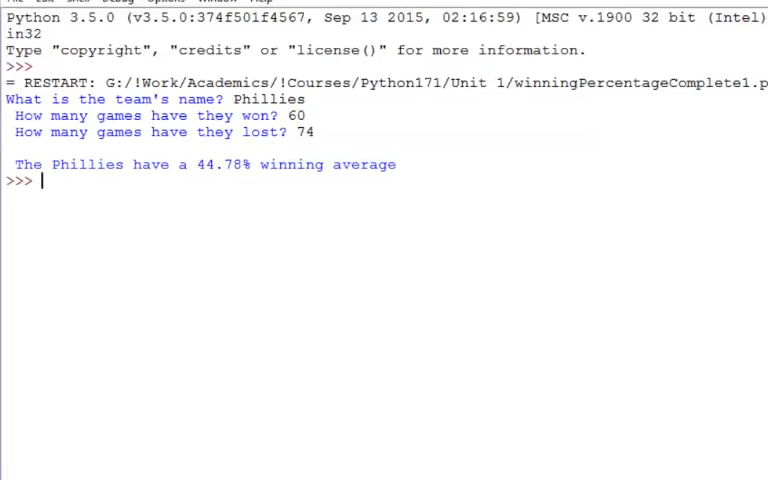 Python 3.5.0 (v3.5.0:374f501f4567, Sep 13 2015, 02:16:59) [MSC v.1900 32 bit (Intel)
in32
Type "copyright", "credits" or "license()" for more information.
>>>
= RESTART: G:/!Work/Academics/!Courses/Python171/Unit 1/winningPercentageComplete1.p
What is the team's name? Phillies
How many games have they won? 60
How many games have they lost? 74
The Phillies have a 44.78% winning average
>>>